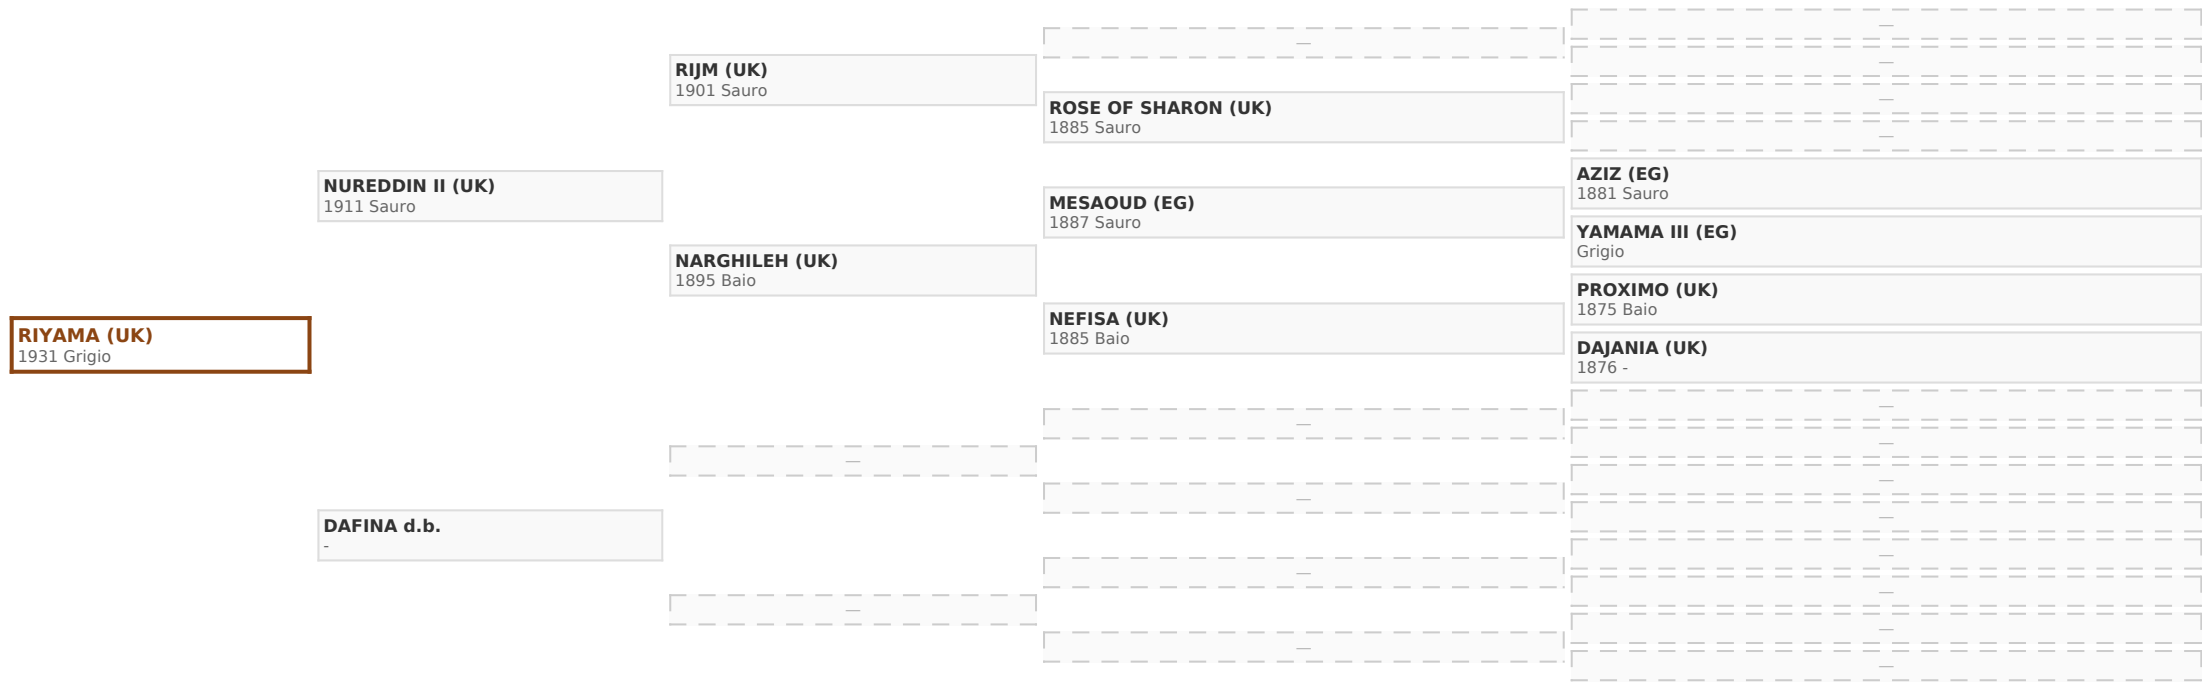 RIYAMA (UK)
1931 Grigio
NUREDDIN II (UK)
1911 Sauro
DAFINA d.b.
-
RIJM (UK)
1901 Sauro
NARGHILEH (UK)
1895 Baio
—
—
—
ROSE OF SHARON (UK)
1885 Sauro
MESAOUD (EG)
1887 Sauro
NEFISA (UK)
1885 Baio
—
—
—
—
—
—
—
—
AZIZ (EG)
1881 Sauro
YAMAMA III (EG)
Grigio
PROXIMO (UK)
1875 Baio
DAJANIA (UK)
1876 -
—
—
—
—
—
—
—
—